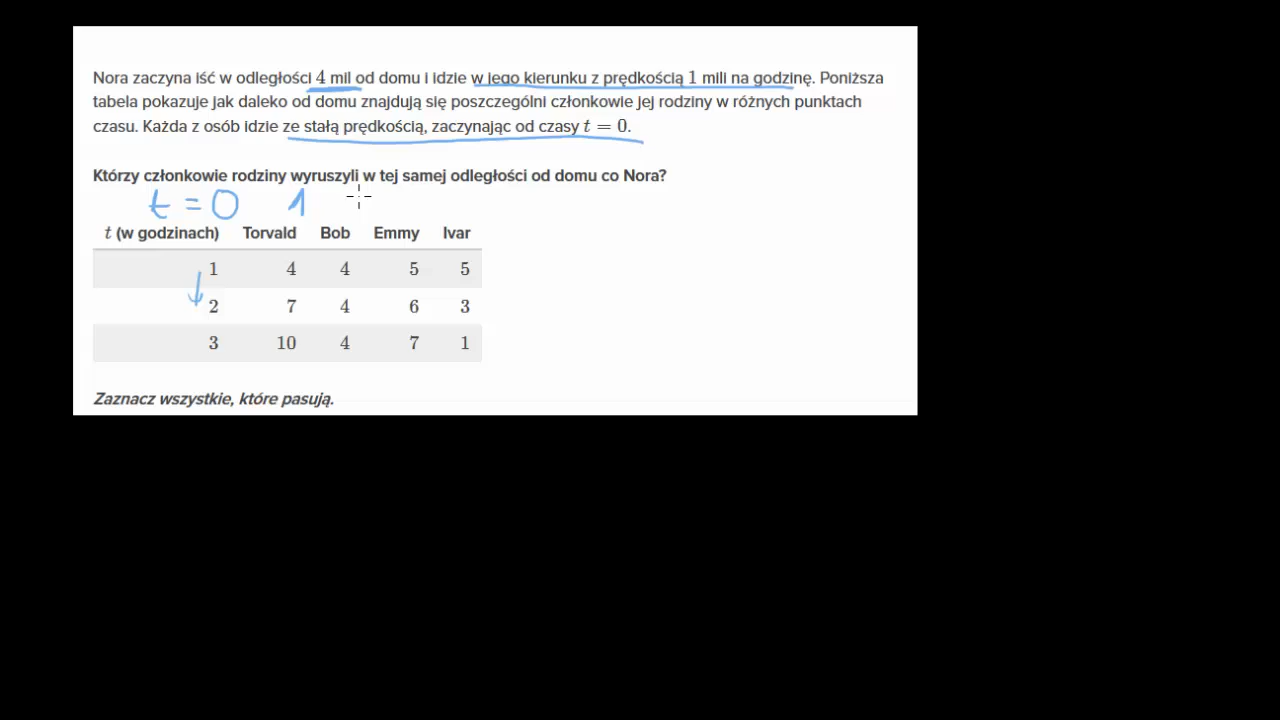 Nora zaczyna iść w odległości 4 mil od domu i idzie w jego kierunku z prędkością 1 mili na godzinę. Poniższa
tabela pokazuje jak daleko od domu znajdują się poszczególni członkowie jej rodziny w różnych punktach
czasu. Każda z osób idzie ze stałą prędkością, zaczynając od czasy t = 0.
Którzy członkowie rodziny wyruszyli w tej samej odległości od domu co Nora?
t = 0 1
t (w godzinach) Torvald Bob Emmy Ivar
1 4 4 5 5
2 7 4 6 3
3 10 4 7 1
Zaznacz wszystkie, które pasują.